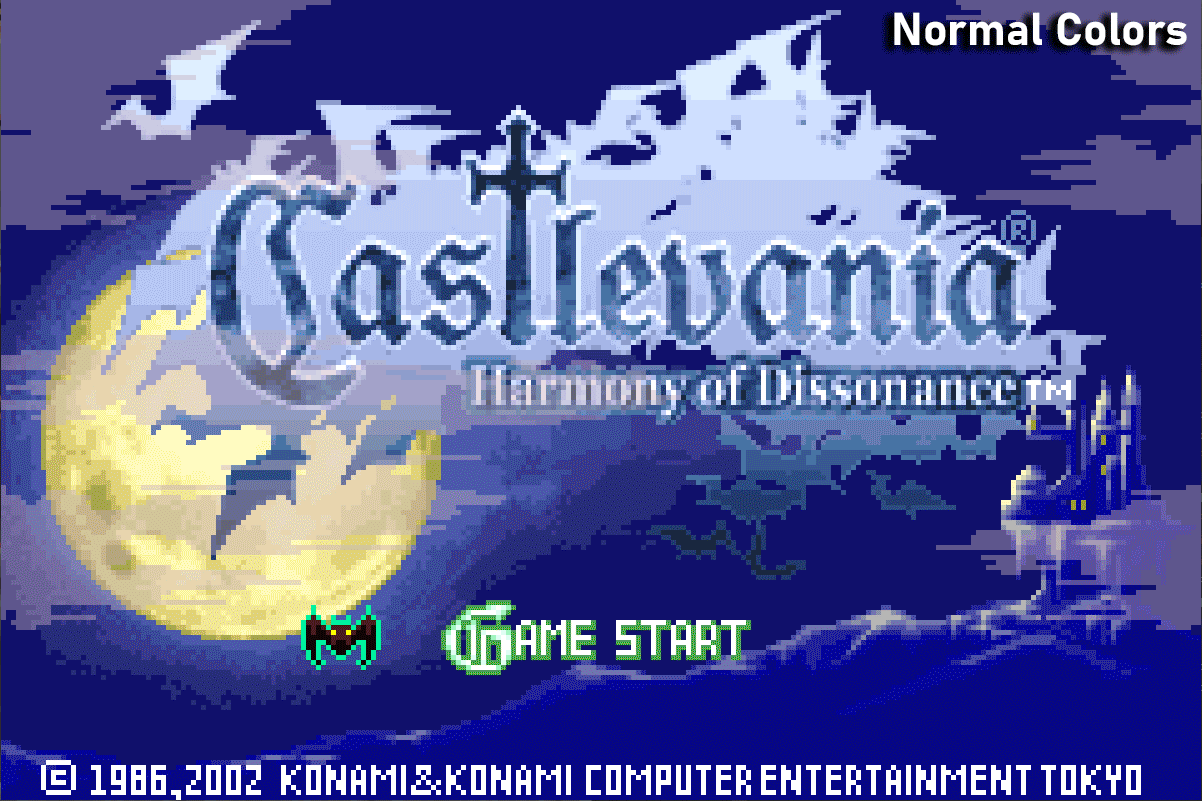 Normal Colors
Castlevania®
Harmony of Dissonance™
GAME START
© 1986,2002 KONAMI&KONAMI COMPUTER ENTERTAINMENT TOKYO